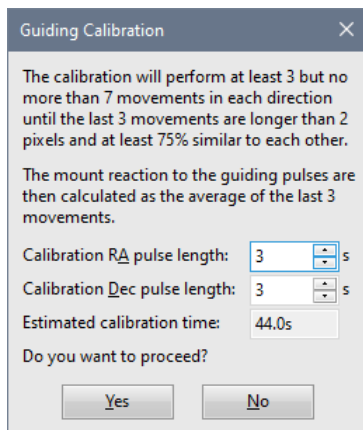 Guiding Calibration
The calibration will perform at least 3 but no
more than 7 movements in each direction
until the last 3 movements are longer than 2
pixels and at least 75% similar to each other.
The mount reaction to the guiding pulses are
then calculated as the average of the last 3
movements.
Calibration RA pulse length: 3 s
Calibration Dec pulse length: 3 s
Estimated calibration time: 44.0s
Do you want to proceed?
Yes No